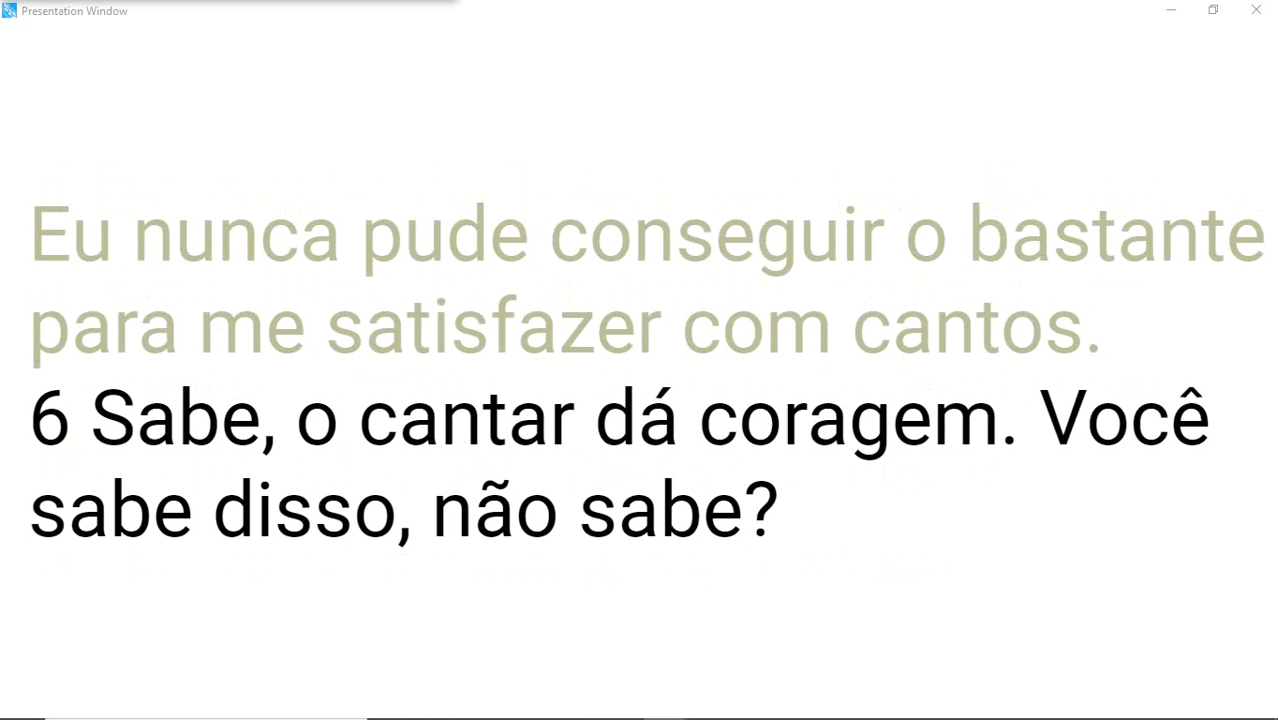 Presentation Window
Eu nunca pude conseguir o bastante
para me satisfazer com cantos.
6 Sabe, o cantar dá coragem. Você
sabe disso, não sabe?